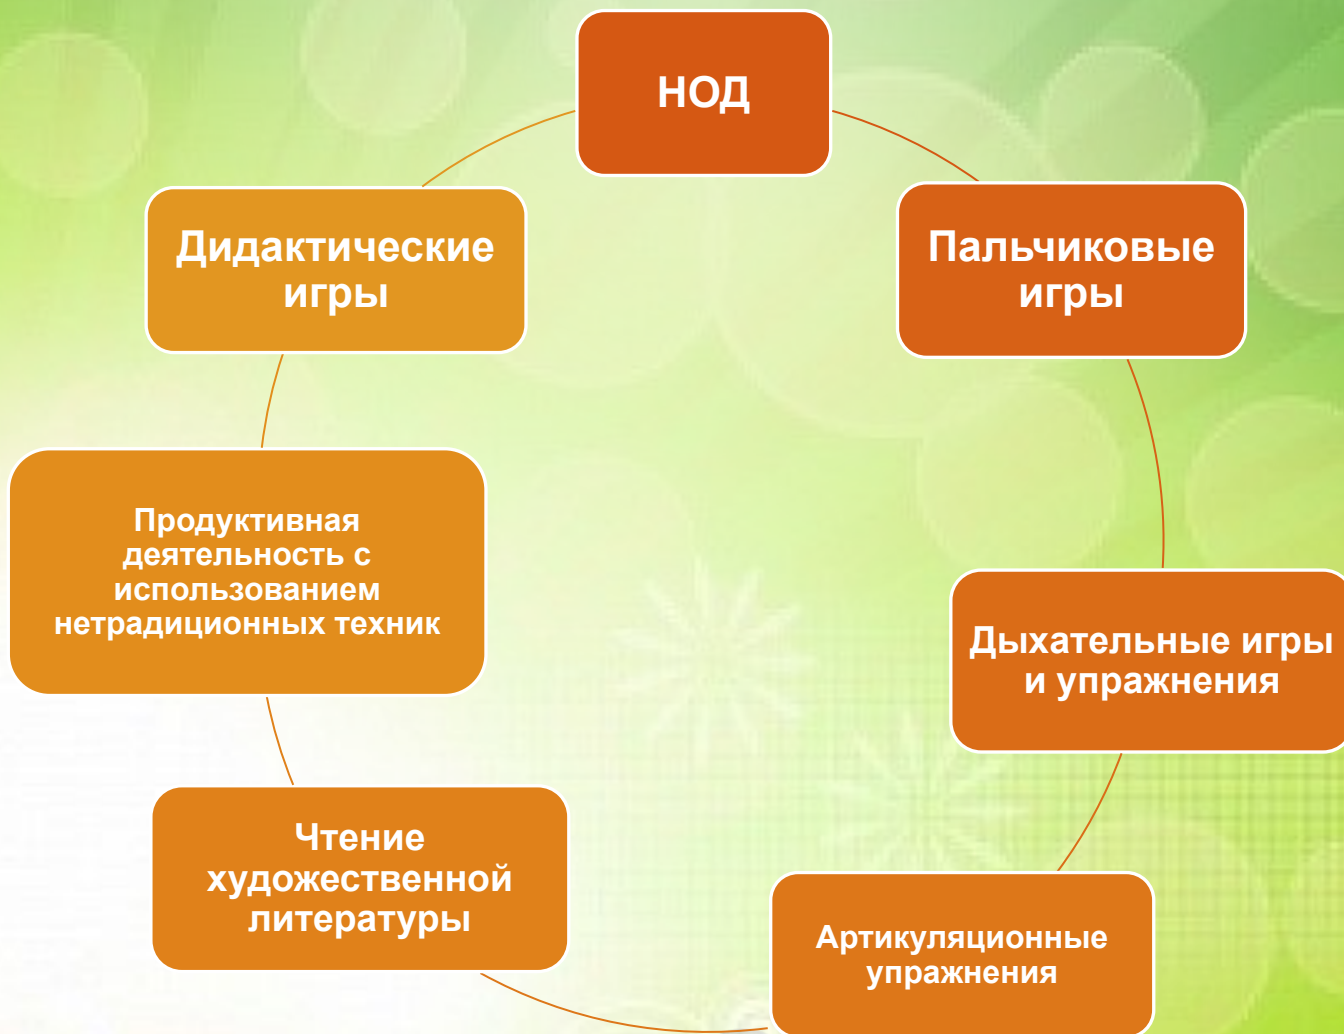 НОД
Дидактические
игры
Пальчиковые
игры
Продуктивная
деятельность с
использованием
нетрадиционных техник
Дыхательные игры
и упражнения
Чтение
художественной
литературы
Артикуляционные
упражнения